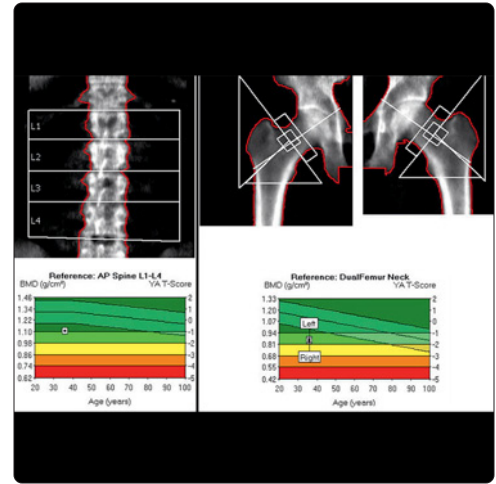 L1
L2
L3
L4
Reference: AP Spine L1-L4
BMD (g/cm²) YA T-Score
1.46 2
1.34 1
1.22 0
1.10 -1
0.98 -2
0.86 -3
0.74 -4
0.62 -5
20 30 40 50 60 70 80 90 100
Age (years)
Reference: DualFemur Neck
BMD (g/cm²) YA T-Score
1.33 2
1.20 1
1.07 0
Left
0.94 -1
0.81 -2
Right
0.68 -3
0.55 -4
0.42 -5
20 30 40 50 60 70 80 90 100
Age (years)